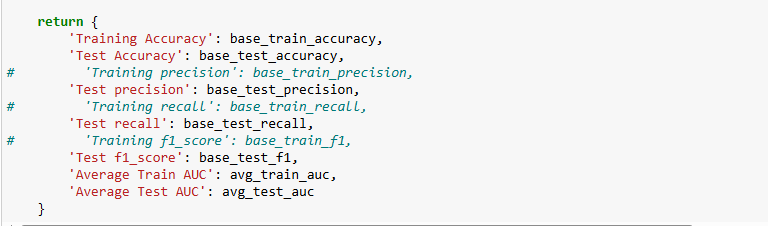 return {
'Training Accuracy': base_train_accuracy,
'Test Accuracy': base_test_accuracy,
# 'Training precision': base_train_precision,
'Test precision': base_test_precision,
# 'Training recall': base_train_recall,
'Test recall': base_test_recall,
# 'Training f1_score': base_train_f1,
'Test f1_score': base_test_f1,
'Average Train AUC': avg_train_auc,
'Average Test AUC': avg_test_auc
}